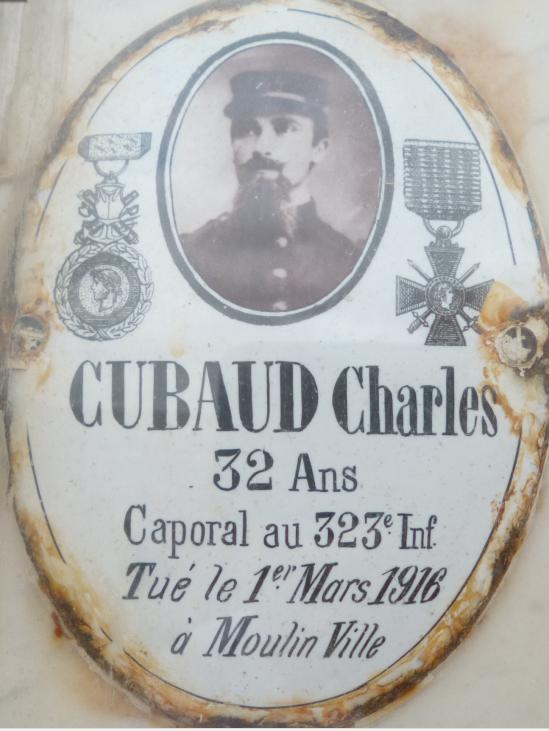 CUBAUD Charles
32 Ans
Caporal au 323e Inf.
Tué le 1er Mars 1916
à Moulin Ville